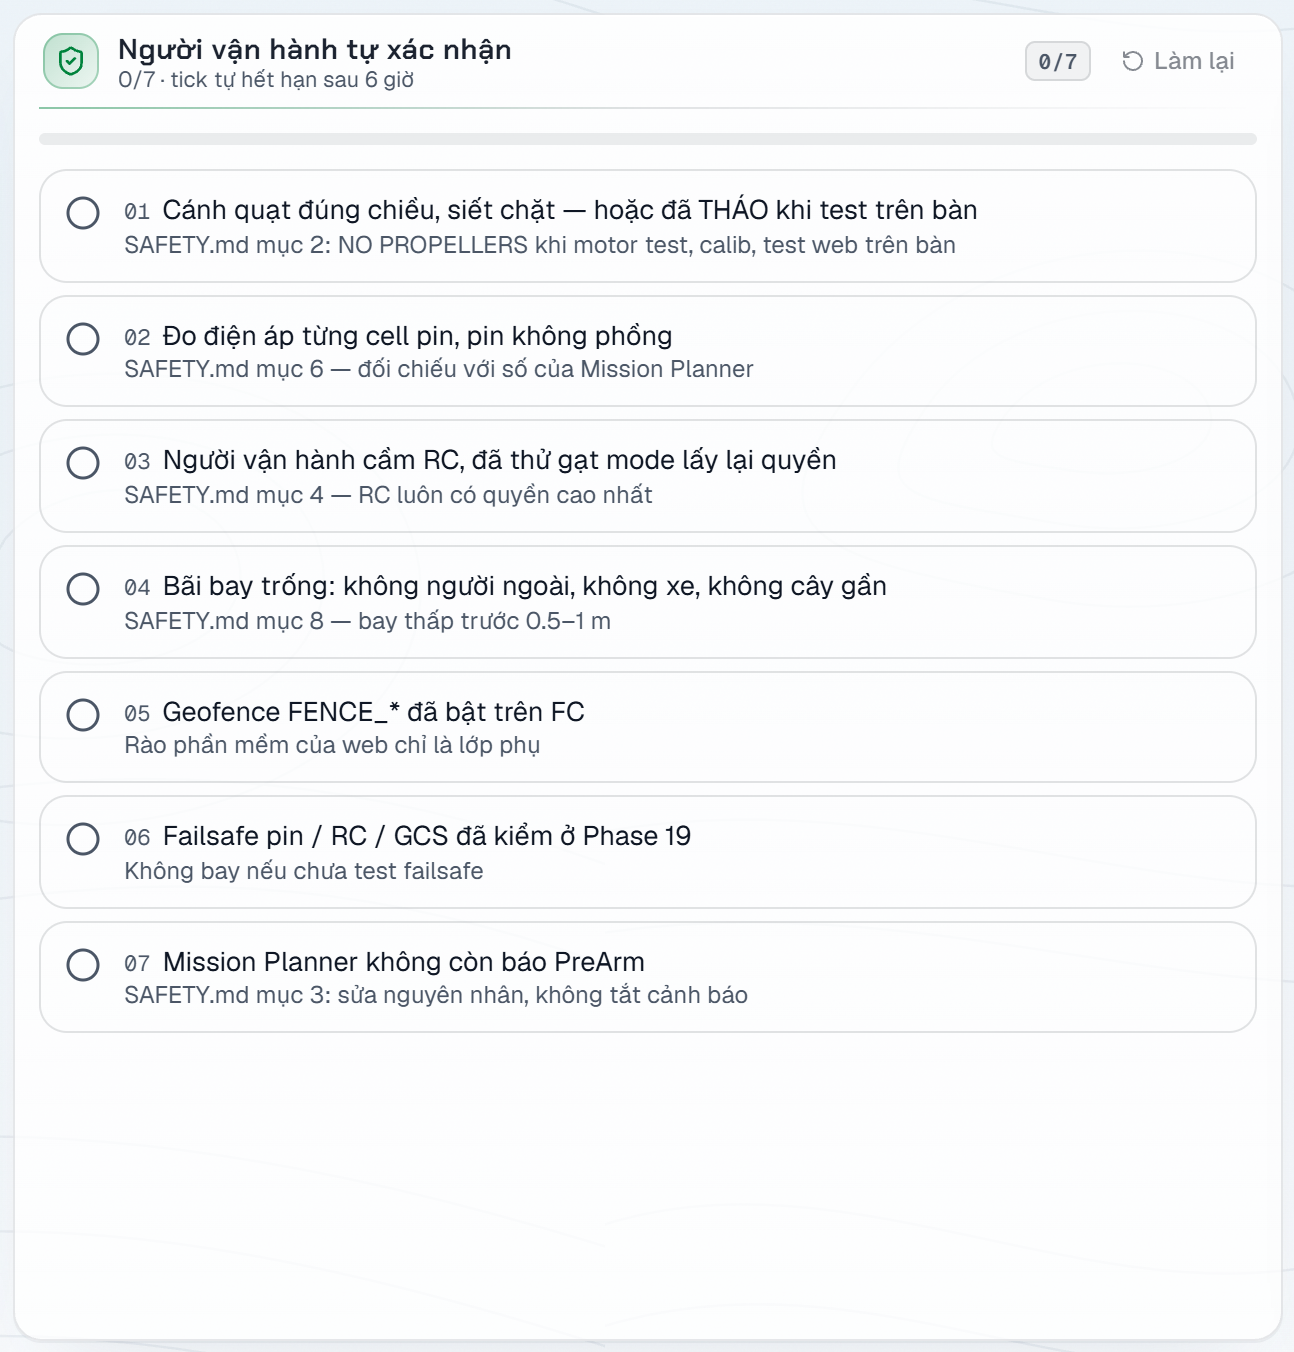 Người vận hành tự xác nhận
0/7 · tick tự hết hạn sau 6 giờ
0/7
Làm lại
01 Cánh quạt đúng chiều, siết chặt — hoặc đã THÁO khi test trên bàn
SAFETY.md mục 2: NO PROPELLERS khi motor test, calib, test web trên bàn
02 Đo điện áp từng cell pin, pin không phồng
SAFETY.md mục 6 — đối chiếu với số của Mission Planner
03 Người vận hành cầm RC, đã thử gạt mode lấy lại quyền
SAFETY.md mục 4 — RC luôn có quyền cao nhất
04 Bãi bay trống: không người ngoài, không xe, không cây gần
SAFETY.md mục 8 — bay thấp trước 0.5–1 m
05 Geofence FENCE_* đã bật trên FC
Rào phần mềm của web chỉ là lớp phụ
06 Failsafe pin / RC / GCS đã kiểm ở Phase 19
Không bay nếu chưa test failsafe
07 Mission Planner không còn báo PreArm
SAFETY.md mục 3: sửa nguyên nhân, không tắt cảnh báo